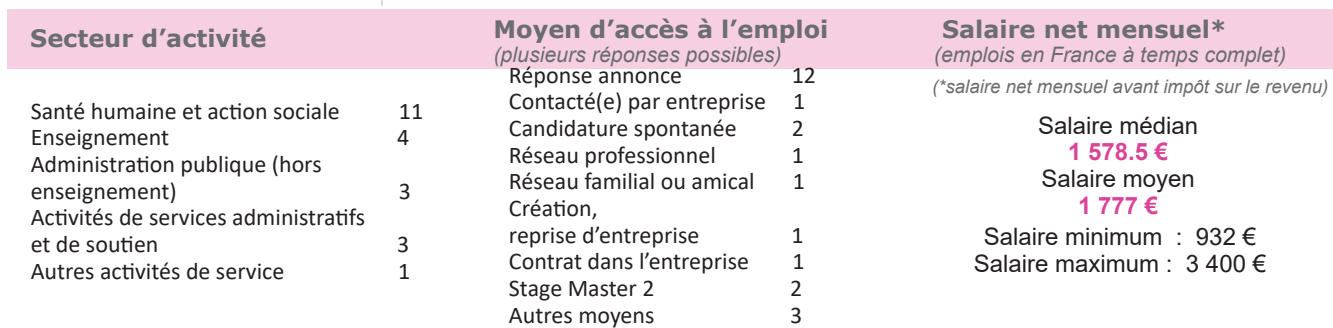 Secteur d’activité
Santé humaine et action sociale 11
Enseignement 4
Administration publique (hors
enseignement) 3
Activités de services administratifs
et de soutien 3
Autres activités de service 1
Moyen d’accès à l’emploi
(plusieurs réponses possibles)
Réponse annonce 12
Contacté(e) par entreprise 1
Candidature spontanée 2
Réseau professionnel 1
Réseau familial ou amical 1
Création,
reprise d’entreprise 1
Contrat dans l’entreprise 1
Stage Master 2 2
Autres moyens 3
Salaire net mensuel*
(emplois en France à temps complet)
(*salaire net mensuel avant impôt sur le revenu)
Salaire médian
1 578.5 €
Salaire moyen
1 777 €
Salaire minimum : 932 €
Salaire maximum : 3 400 €